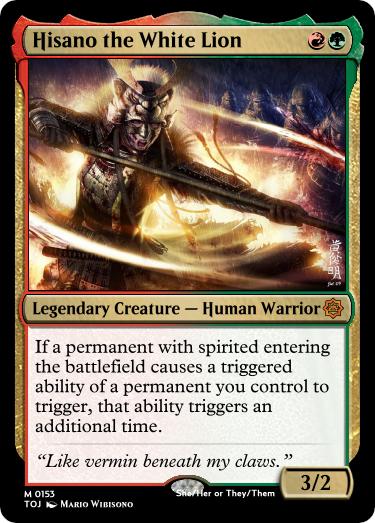 Hisano the White Lion
Legendary Creature — Human Warrior
If a permanent with spirited entering
the battlefield causes a triggered
ability of a permanent you control to
trigger, that ability triggers an
additional time.
“Like vermin beneath my claws.”
3/2
M 0153
She/Her or They/Them
TOJ Mario Wibisono